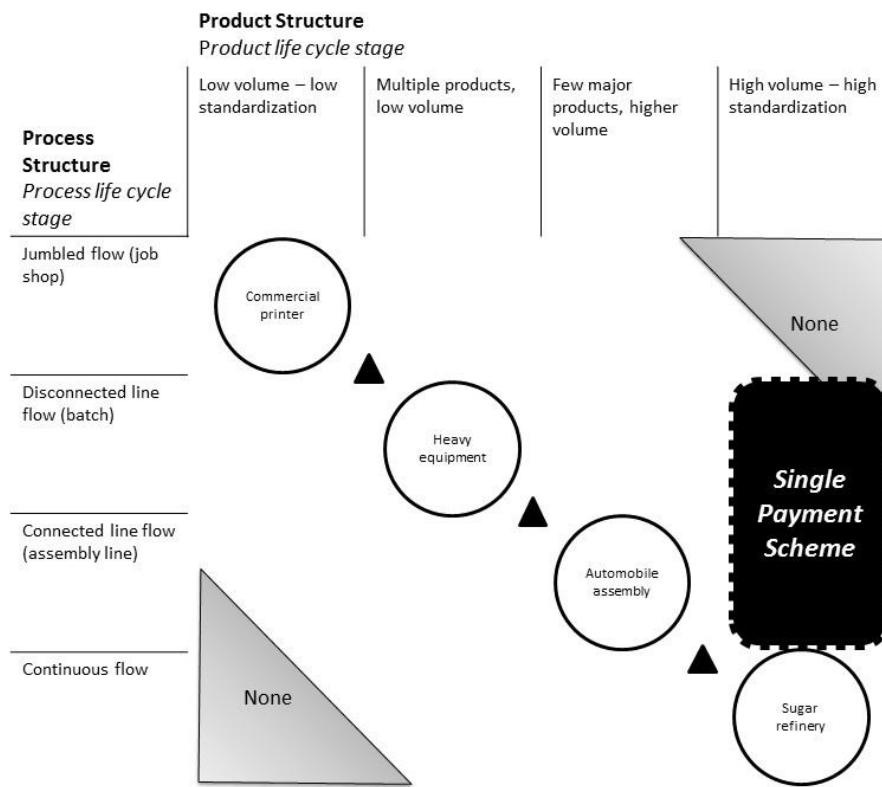 Product Structure
Product life cycle stage
Low volume – low
standardization
Multiple products,
low volume
Few major
products, higher
volume
High volume – high
standardization
Process
Structure
Process life cycle
stage
Jumbled flow (job
shop)
Commercial
printer
None
Disconnected line
flow (batch)
Heavy
equipment
Single
Payment
Scheme
Connected line flow
(assembly line)
Automobile
assembly
Continuous flow
None
Sugar
refinery